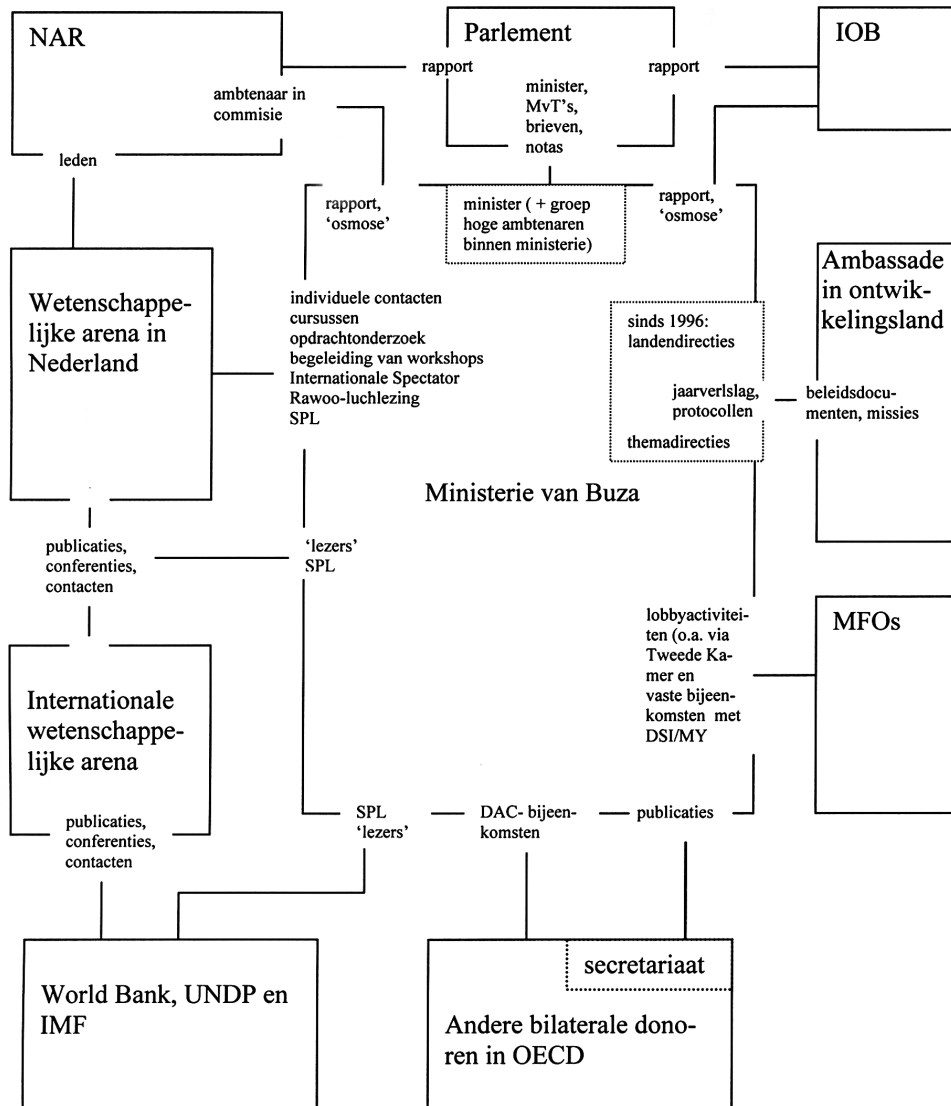 NAR
Parlement
IOB
rapport
rapport
ambtenaar in
commisie
minister,
MvT's,
brieven,
notas
leden
rapport,
‘osmose’
minister ( + groep
hoge ambtenaren
binnen ministerie)
rapport,
‘osmose’
Wetenschappe-
lijke arena in
Nederland
individuele contacten
cursussen
opdrachtonderzoek
begeleiding van workshops
Internationale Spectator
Rawoo-luchlezing
SPL
sinds 1996:
landendirecties
jaarverlslag,
protocollen
themadirecties
Ambassade
in ontwik-
kelingsland
beleidsdocu-
menten, missies
Ministerie van Buza
publicaties,
conferenties,
contacten
‘lezers’
SPL
lobbyactivitei-
ten (o.a. via
Tweede Ka-
mer en
vaste bijeen-
komsten met
DSI/MY
MFOs
Internationale
wetenschappe-
lijke arena
publicaties,
conferenties,
contacten
SPL
‘lezers’
DAC- bijeen-
komsten
publicaties
World Bank, UNDP en
IMF
secretariaat
Andere bilaterale dono-
ren in OECD